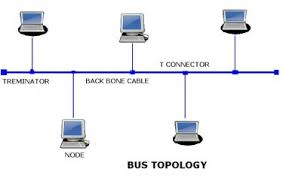 T CONNECTOR
TREMINATOR
BACK BONE CABLE
NODE
BUS TOPOLOGY